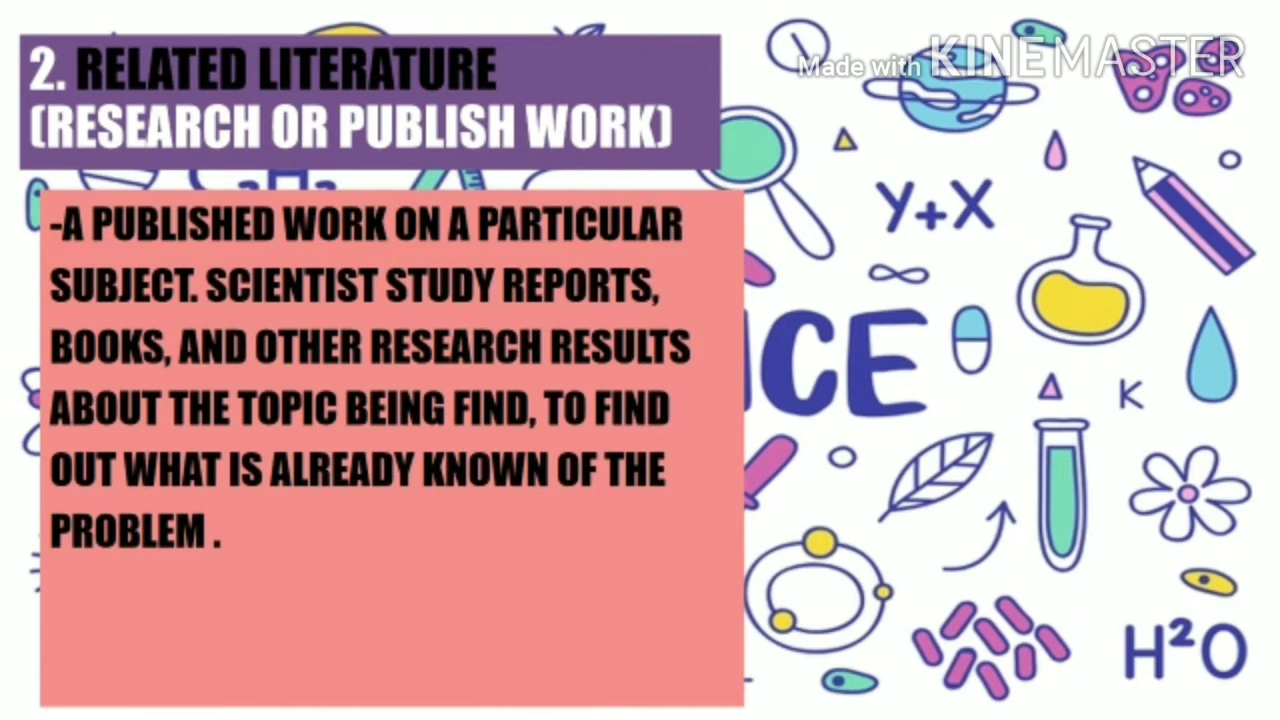 Made with KINEMASTER
2. RELATED LITERATURE
(RESEARCH OR PUBLISH WORK)
-A PUBLISHED WORK ON A PARTICULAR
SUBJECT. SCIENTIST STUDY REPORTS,
BOOKS, AND OTHER RESEARCH RESULTS
ABOUT THE TOPIC BEING FIND, TO FIND
OUT WHAT IS ALREADY KNOWN OF THE
PROBLEM .
Y+X
CE
K
H²O